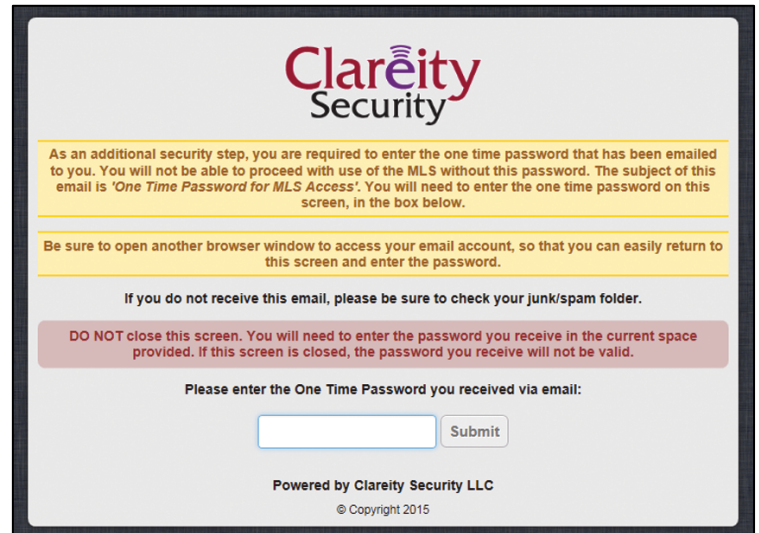 Clareity
Security
As an additional security step, you are required to enter the one time password that has been emailed
to you. You will not be able to proceed with use of the MLS without this password. The subject of this
email is 'One Time Password for MLS Access'. You will need to enter the one time password on this
screen, in the box below.
Be sure to open another browser window to access your email account, so that you can easily return to
this screen and enter the password.
If you do not receive this email, please be sure to check your junk/spam folder.
DO NOT close this screen. You will need to enter the password you receive in the current space
provided. If this screen is closed, the password you receive will not be valid.
Please enter the One Time Password you received via email:
Submit
Powered by Clareity Security LLC
© Copyright 2015